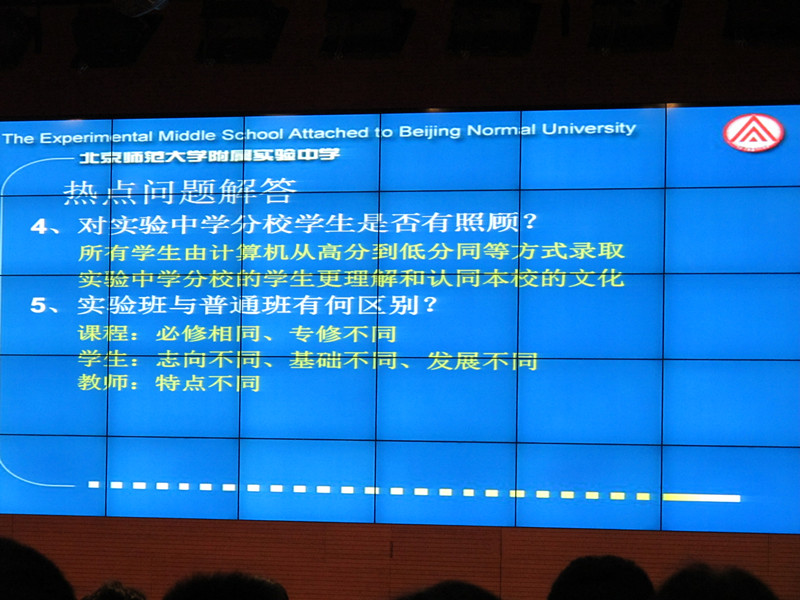 The Experimental Middle School Attached to Beijing Normal University
北京师范大学附属实验中学
热点问题解答
4、对实验中学分校学生是否有照顾？
所有学生由计算机从高分到低分同等方式录取
实验中学分校的学生更理解和认同本校的文化
5、实验班与普通班有何区别？
课程：必修相同、专修不同
学生：志向不同、基础不同、发展不同
教师：特点不同